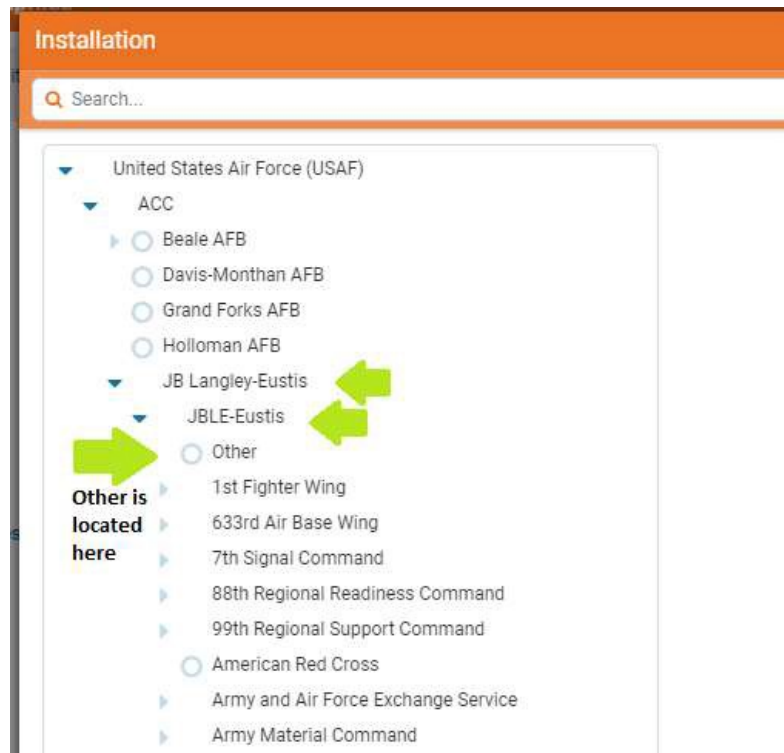 Installation
Search...
United States Air Force (USAF)
ACC
Beale AFB
Davis-Monthan AFB
Grand Forks AFB
Holloman AFB
JB Langley-Eustis
JBLE-Eustis
Other
1st Fighter Wing
Other is
located
here
633rd Air Base Wing
7th Signal Command
88th Regional Readiness Command
99th Regional Support Command
American Red Cross
Army and Air Force Exchange Service
Army Material Command